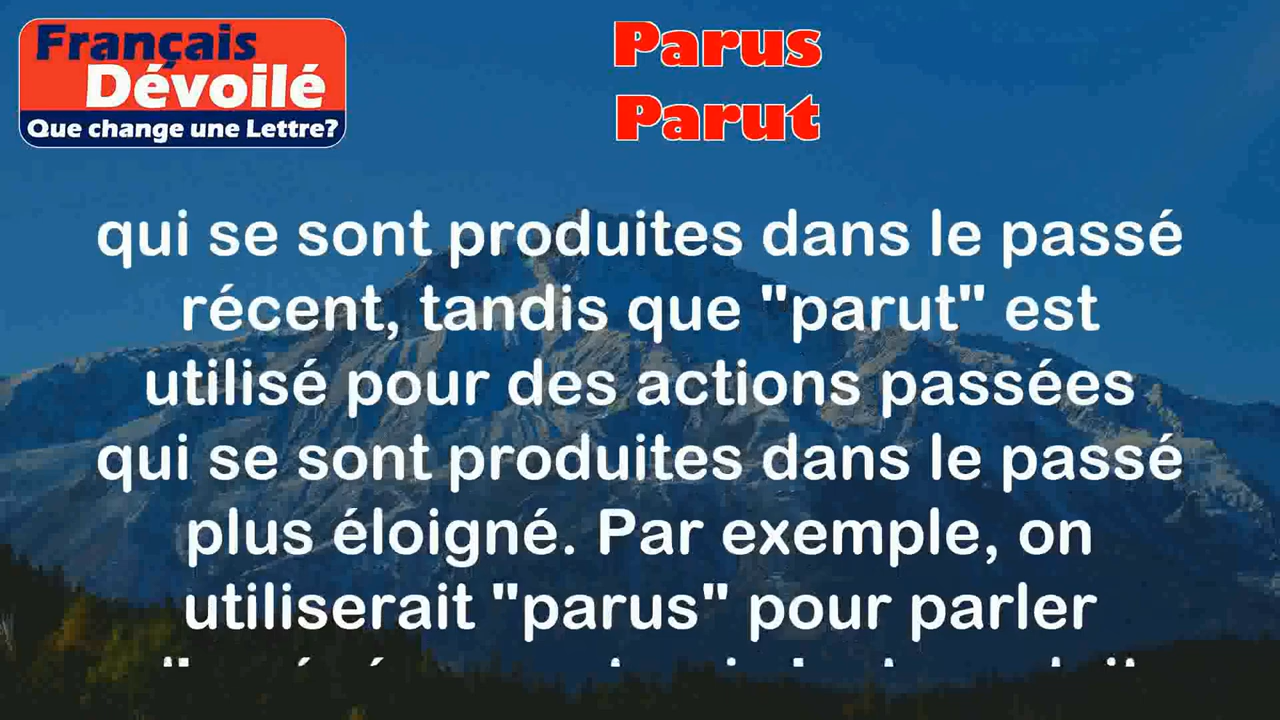 Français
Dévoilé
Que change une Lettre?
Parus
Parut
qui se sont produites dans le passé
récent, tandis que "parut" est
utilisé pour des actions passées
qui se sont produites dans le passé
plus éloigné. Par exemple, on
utiliserait "parus" pour parler